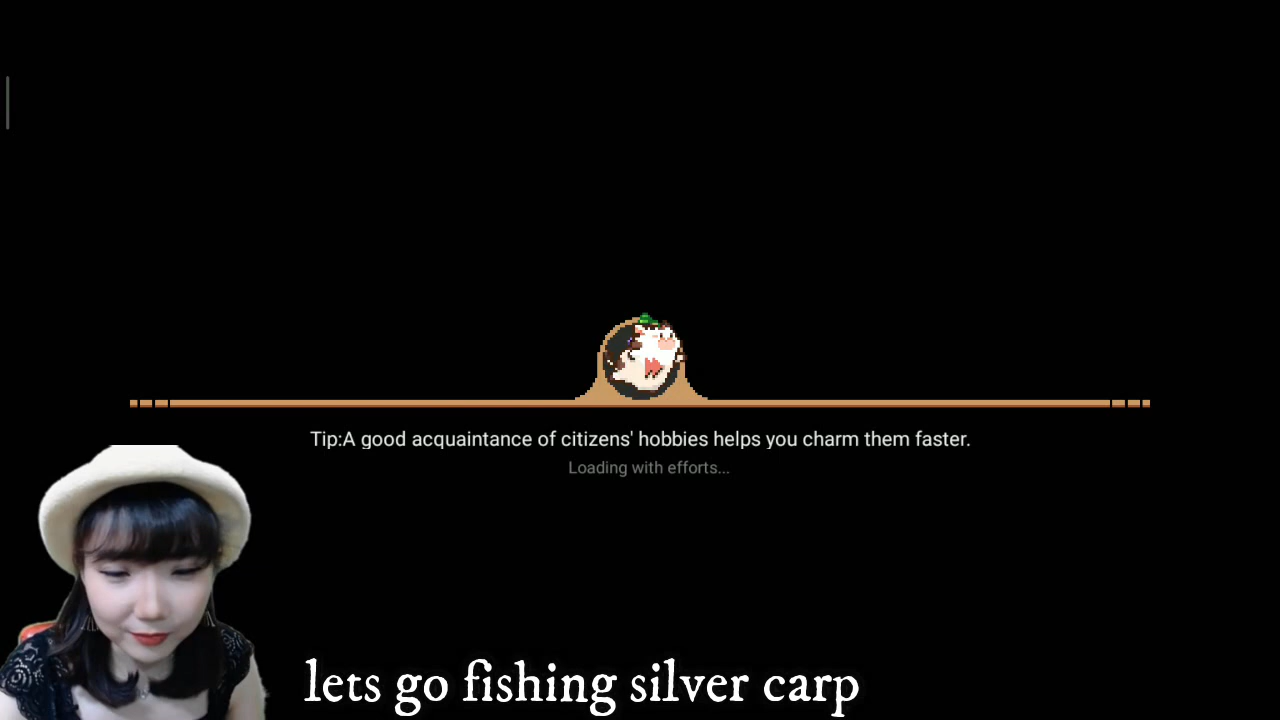 Tip:A good acquaintance of citizens' hobbies helps you charm them faster.
Loading with efforts...
lets go fishing silver carp